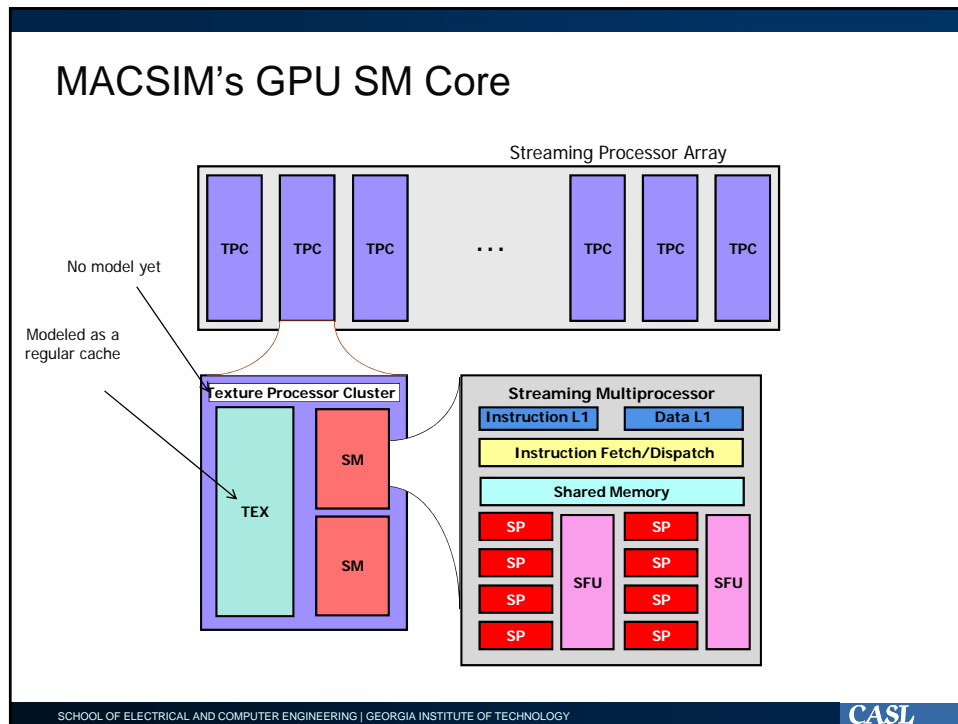 MACSIM's GPU SM Core
Streaming Processor Array
TPC
TPC
TPC
...
TPC
TPC
TPC
No model yet
Modeled as a
regular cache
Texture Processor Cluster
TEX
SM
SM
Streaming Multiprocessor
Instruction L1
Data L1
Instruction Fetch/Dispatch
Shared Memory
SP
SP
SP
SP
SFU
SP
SP
SP
SP
SFU
SCHOOL OF ELECTRICAL AND COMPUTER ENGINEERING | GEORGIA INSTITUTE OF TECHNOLOGY
CASL